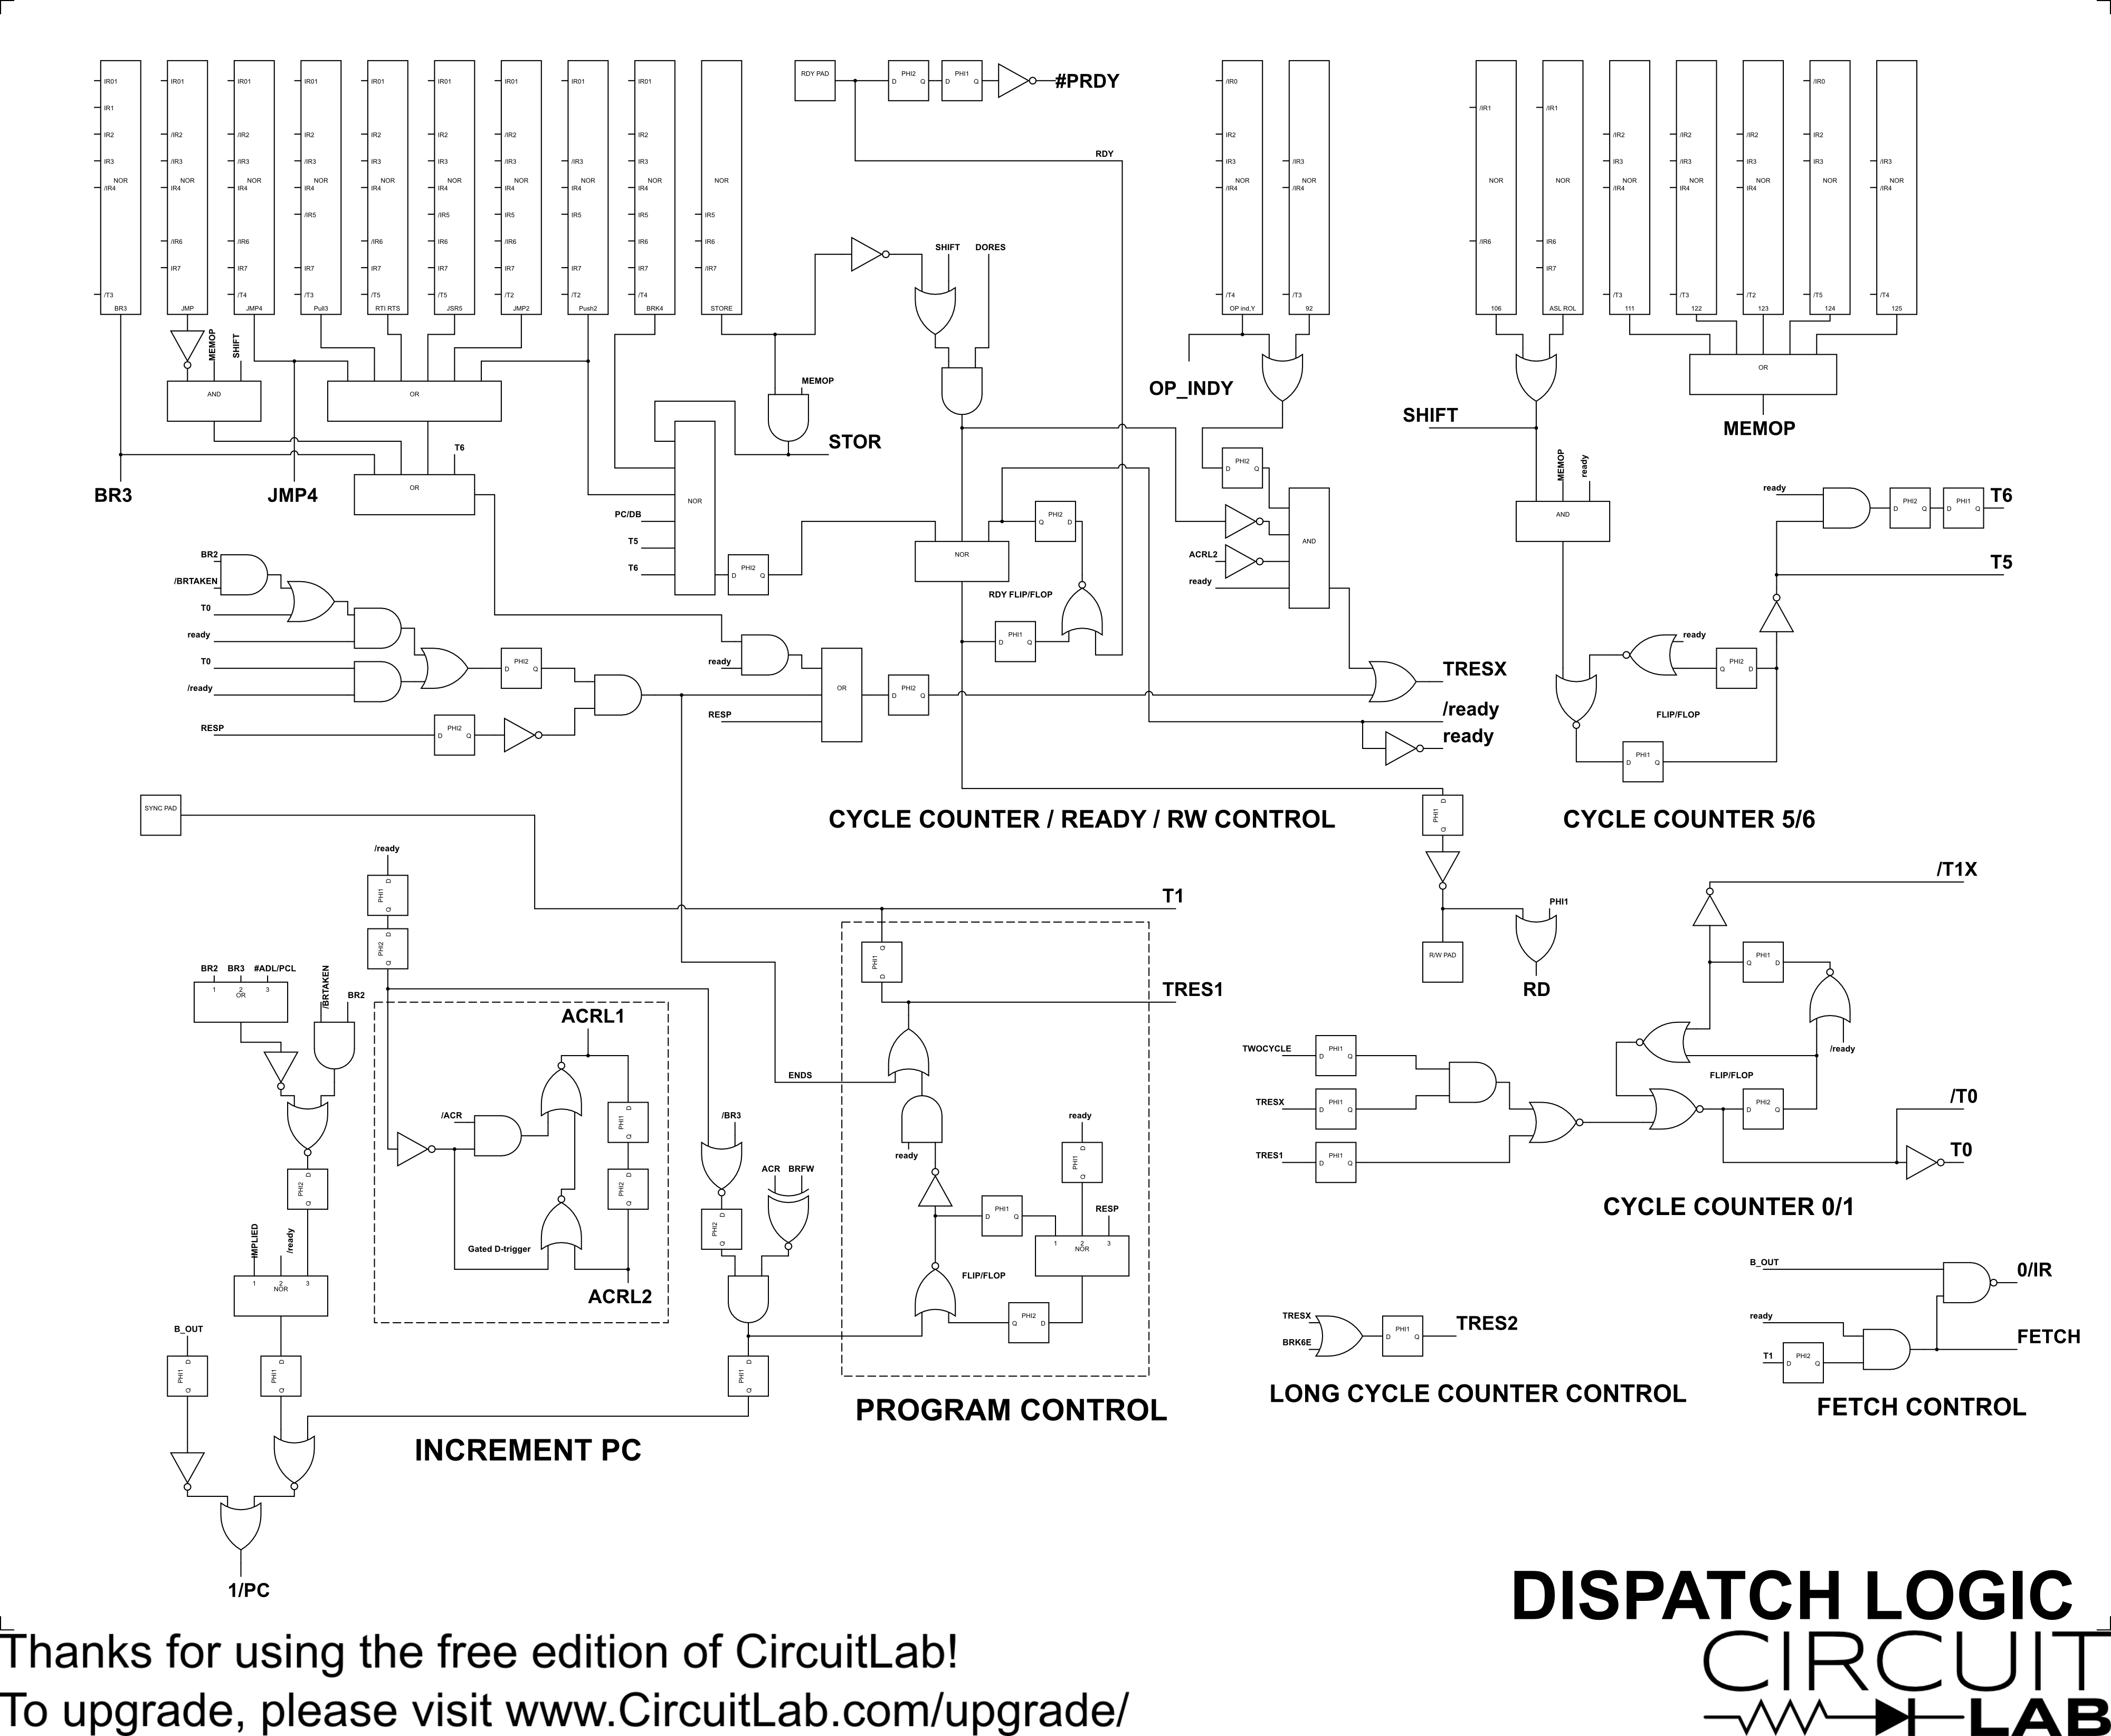 IR01 IR01 IR01 IR01 IR01 IR01 IR01 IR01 IR01 RDY PAD D PHI2 Q D PHI1 Q #PRDY /IR0 /IR0
IR1 /IR1 /IR1
IR2 /IR2 /IR2 IR2 IR2 IR2 /IR2 IR2 IR2 /IR2 /IR2 /IR2 IR2
IR3 /IR3 /IR3 /IR3 IR3 IR3 IR3 /IR3 IR3 RDY IR3 /IR3 IR3 IR3 IR3 IR3 /IR3
NOR NOR NOR NOR NOR NOR NOR NOR NOR NOR NOR NOR NOR NOR NOR NOR NOR NOR NOR
/IR4 IR4 IR4 IR4 IR4 IR4 IR4 IR4 IR4 /IR4 /IR4 /IR4 IR4 /IR4 /IR4
/IR5 /IR5 IR5 IR5 IR5 IR5
/IR6 /IR6 /IR6 IR6 /IR6 IR6 IR6 SHIFT DORES /IR6 IR6
IR7 IR7 IR7 IR7 IR7 IR7 IR7 /IR7 IR7
/T3 /T4 /T3 /T5 /T5 /T2 /T2 /T4 /T4 /T3 /T3 /T3 /T2 /T5 /T4
BR3 JMP JMP4 Pull3 RTI RTS JSR5 JMP2 Push2 BRK4 STORE OP ind,Y 92 106 ASL ROL 111 122 123 124 125
MEMOP SHIFT
AND OR MEMOP OP_INDY OR
STOR SHIFT MEMOP
T6 D PHI2 Q MEMOP ready
BR3 JMP4 OR NOR ready D PHI2 Q D PHI1 Q T6
PC/DB Q PHI2 D AND
T5 NOR ACRL2 AND T5
BR2 T6 D PHI2 Q ready
/BRTAKEN RDY FLIP/FLOP
T0
ready D PHI1 Q ready
T0 D PHI2 Q ready Q PHI2 D TRESX
/ready OR D PHI2 Q
RESP D PHI2 Q RESP /ready FLIP/FLOP
ready
D PHI1 Q
SYNC PAD CYCLE COUNTER / READY / RW CONTROL D PHI1 Q CYCLE COUNTER 5/6
/ready
D PHI1 Q T1 PHI1 /T1X
D PHI2 Q Q PHI1 D R/W PAD Q PHI1 D
BR2 BR3 #ADL/PCL /BRTAKEN BR2
1 2 3
OR
TRES1 RD
ACRL1
TWOCYCLE D PHI1 Q /ready
ENDS FLIP/FLOP
/ACR D PHI1 Q /BR3 ready TRESX D PHI1 Q D PHI2 Q /T0
ready D PHI1 Q TRES1 D PHI1 Q T0
D PHI2 Q D PHI2 Q ACR BRFW
IMPLIED /ready D PHI2 Q D PHI1 Q RESP CYCLE COUNTER 0/1
Gated D-trigger 1 2 3
NOR
1 2 3
NOR
FLIP/FLOP B_OUT 0/IR
ACRL2 Q PHI2 D TRESX D PHI1 Q TRES2 ready
B_OUT BRK6E FETCH
D PHI1 Q D PHI1 Q D PHI1 Q T1 D PHI2 Q
LONG CYCLE COUNTER CONTROL
PROGRAM CONTROL FETCH CONTROL
INCREMENT PC
1/PC
DISPATCH LOGIC
Thanks for using the free edition of CircuitLab!
To upgrade, please visit www.CircuitLab.com/upgrade/
CIRCUIT
LAB